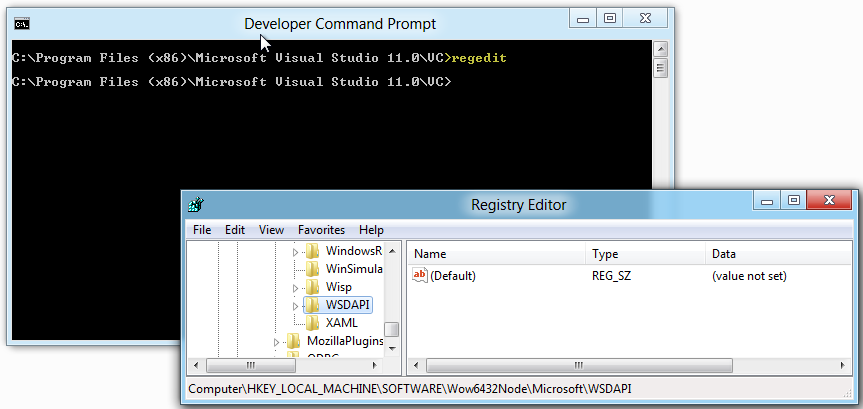 Developer Command Prompt
C:\Program Files (x86)\Microsoft Visual Studio 11.0\VC>regedit
C:\Program Files (x86)\Microsoft Visual Studio 11.0\VC>
Registry Editor
File Edit View Favorites Help
Name Type Data
WindowsR
(Default) REG_SZ (value not set)
WinSimula
Wisp
WSDAPI
XAML
MozillaPlugins
ODBC
Computer\HKEY_LOCAL_MACHINE\SOFTWARE\Wow6432Node\Microsoft\WSDAPI